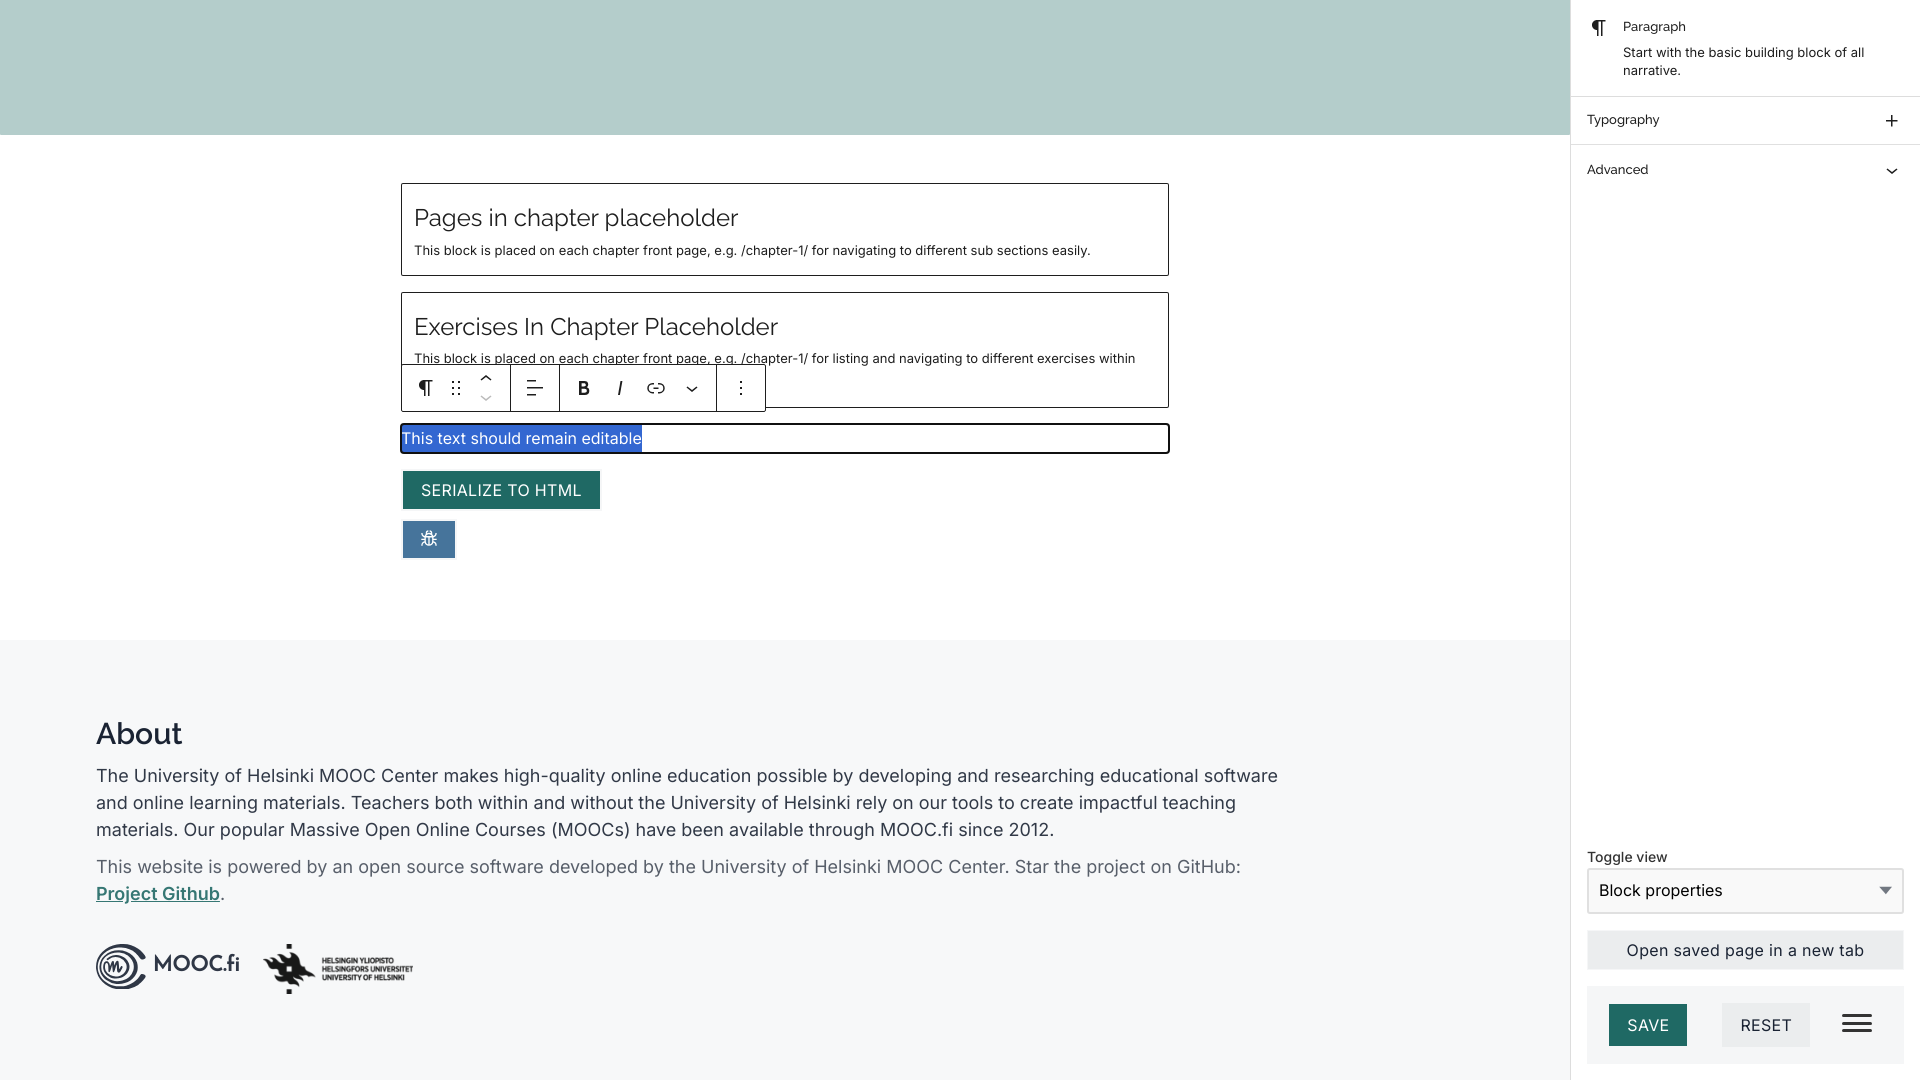 Paragraph
Start with the basic building block of all
narrative.
Typography
Advanced
Pages in chapter placeholder
This block is placed on each chapter front page, e.g. /chapter-1/ for navigating to different sub sections easily.
Exercises In Chapter Placeholder
This block is placed on each chapter front page, e.g. /chapter-1/ for listing and navigating to different exercises within
B I
This text should remain editable
SERIALIZE TO HTML
About
The University of Helsinki MOOC Center makes high-quality online education possible by developing and researching educational software
and online learning materials. Teachers both within and without the University of Helsinki rely on our tools to create impactful teaching
materials. Our popular Massive Open Online Courses (MOOCs) have been available through MOOC.fi since 2012.
This website is powered by an open source software developed by the University of Helsinki MOOC Center. Star the project on GitHub:
Project Github.
MOOC.fi
HELSINGIN YLIOPISTO
HELSINGFORS UNIVERSITET
UNIVERSITY OF HELSINKI
Toggle view
Block properties
Open saved page in a new tab
SAVE
RESET